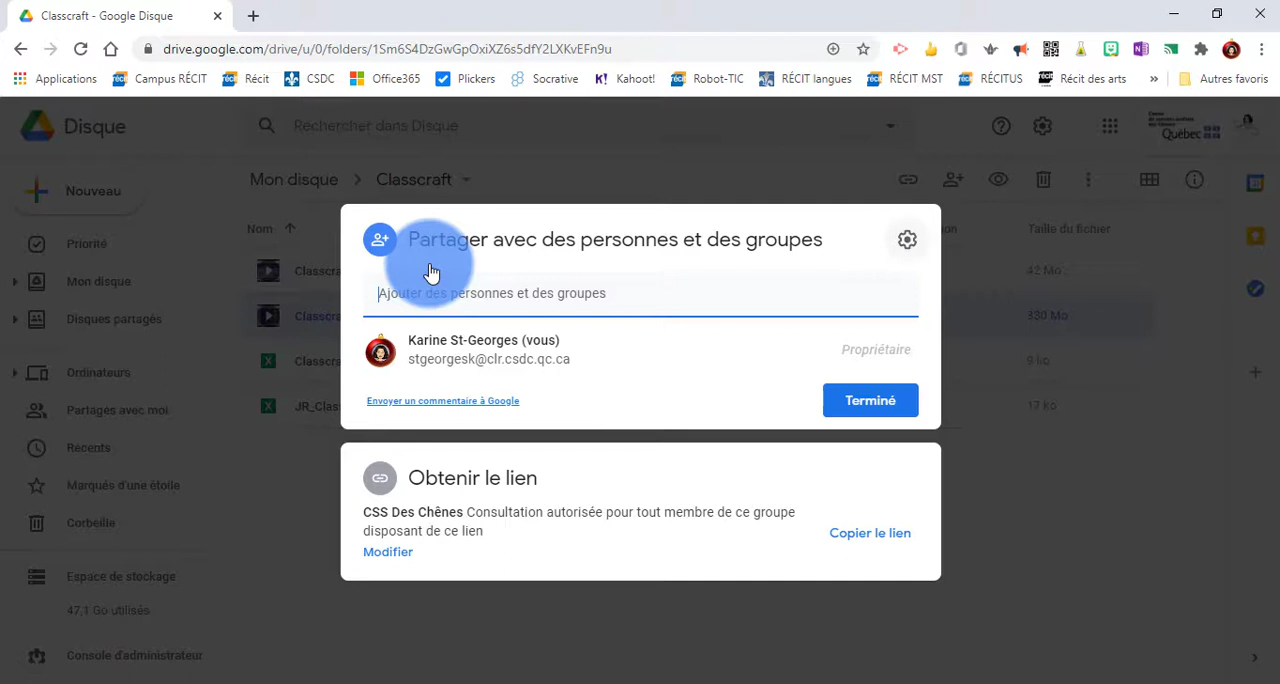 Classcraft - Google Disque
drive.google.com/drive/u/0/folders/1Sm6S4DzGwGpOxiXZ6s5dfY2LXKvEFn9u
Applications Campus RÉCIT Récit CSDC Office365 Plickers Socrative Kahoot! Robot-TIC RÉCIT langues RÉCIT MST RÉCITUS Récit des arts » Autres favoris
Disque Rechercher dans Disque Québec
Nouveau Mon disque > Classcraft
Partager avec des personnes et des groupes
Nom Taille du fichier
Priorité
Classcra 42 Mo
Mon disque
Ajouter des personnes et des groupes
Disques partagés Classcra 330 Mo
Karine St-Georges (vous)
stgeorgesk@clr.csdc.qc.ca Propriétaire
Classcra 9 ko
Ordinateurs
Envoyer un commentaire à Google Terminé
Partagés avec moi JR_Class 17 ko
Récents
Obtenir le lien
Marqués d'une étoile
CSS Des Chênes Consultation autorisée pour tout membre de ce groupe
disposant de ce lien Copier le lien
Corbeille
Modifier
Espace de stockage
47,1 Go utilisés
Console d'administrateur